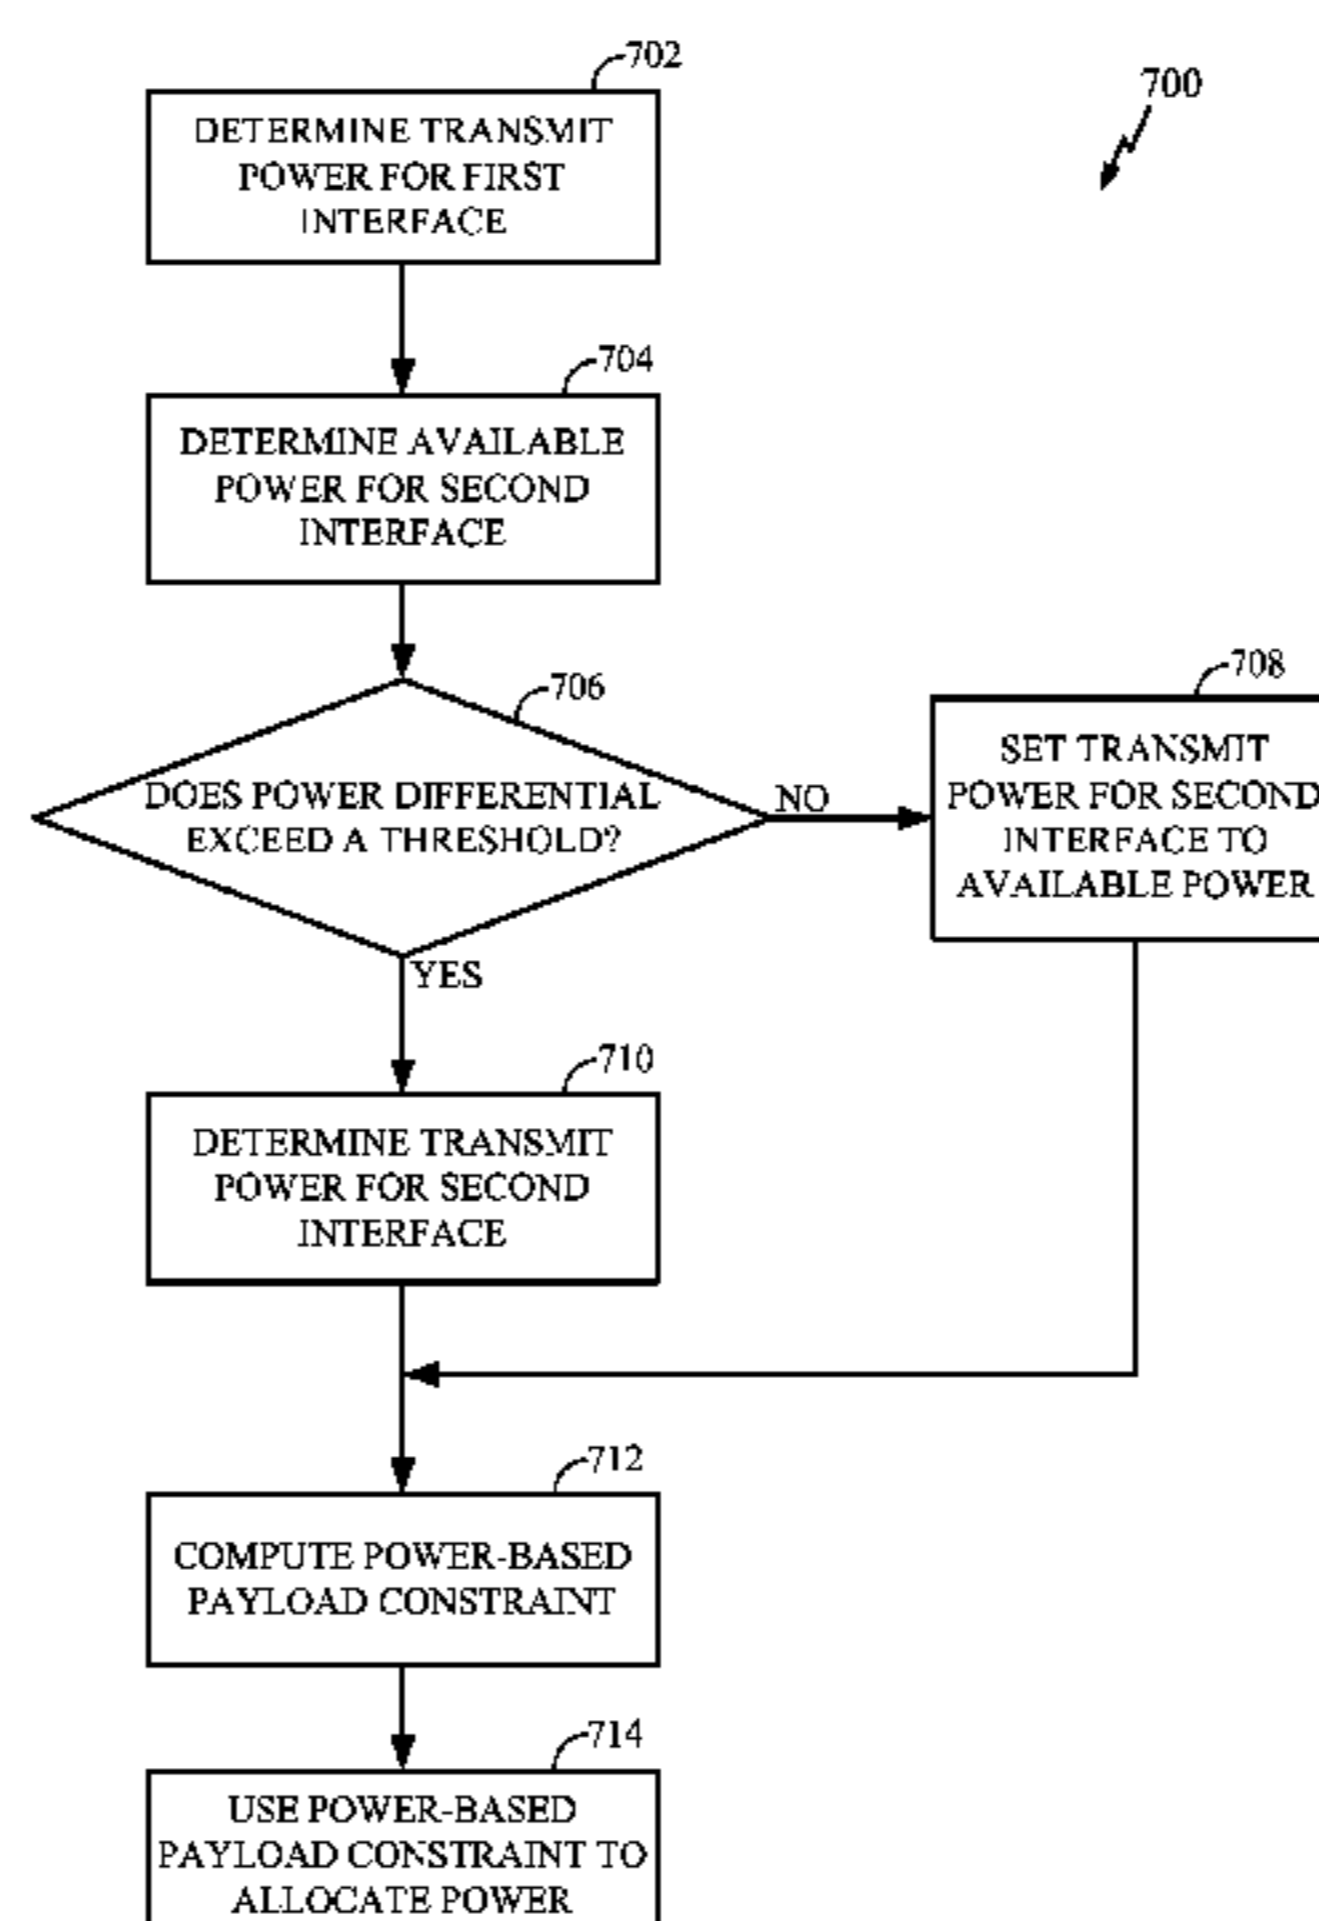 702
700
DETERMINE TRANSMIT
POWER FOR FIRST
INTERFACE
704
DETERMINE AVAILABLE
POWER FOR SECOND
INTERFACE
706
DOES POWER DIFFERENTIAL
EXCEED A THRESHOLD?
NO
YES
708
SET TRANSMIT
POWER FOR SECOND
INTERFACE TO
AVAILABLE POWER
710
DETERMINE TRANSMIT
POWER FOR SECOND
INTERFACE
712
COMPUTE POWER-BASED
PAYLOAD CONSTRAINT
714
USE POWER-BASED
PAYLOAD CONSTRAINT TO
ALLOCATE POWER